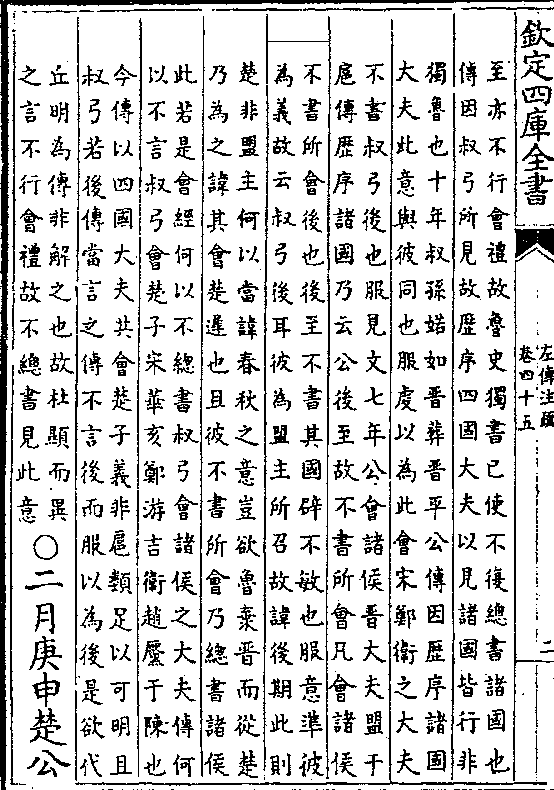 欽定四庫全書
左傳注疏
卷四十五
二
至亦不行會禮故魯史獨書已使不復總書諸國也
傳因叔弓所見故歷序四國大夫以見諸國皆行非
獨魯也十年叔孫婼如晉葬晉平公傳因歷序諸國
大夫此意與彼同也服虔以為此會宋鄭衛之大夫
不書叔弓後也服見文七年公會諸侯晉大夫盟于
扈傳歷序諸國乃云公後至故不書所會凡會諸侯
不書所會後也後至不書其國辟不敏也服意準彼
為義故云叔弓後耳彼為盟主所召故諱後期此則
楚非盟主何以當諱春秋之意豈欲魯棄晉而從楚
乃為之諱其會楚遲也且彼不書所會乃總書諸侯
此若是會經何以不總書叔弓會諸侯之大夫傳何
以不言叔弓會楚子宋華亥鄭游吉衛趙黶于陳也
今傳以四國大夫共會楚子義非扈類足以可明且
叔弓若後傳當言之傳不言後而服以為後是欲代
丘明為傳非解之也故杜顯而異
之言不行會禮故不總書見此意
○二月庚申楚公